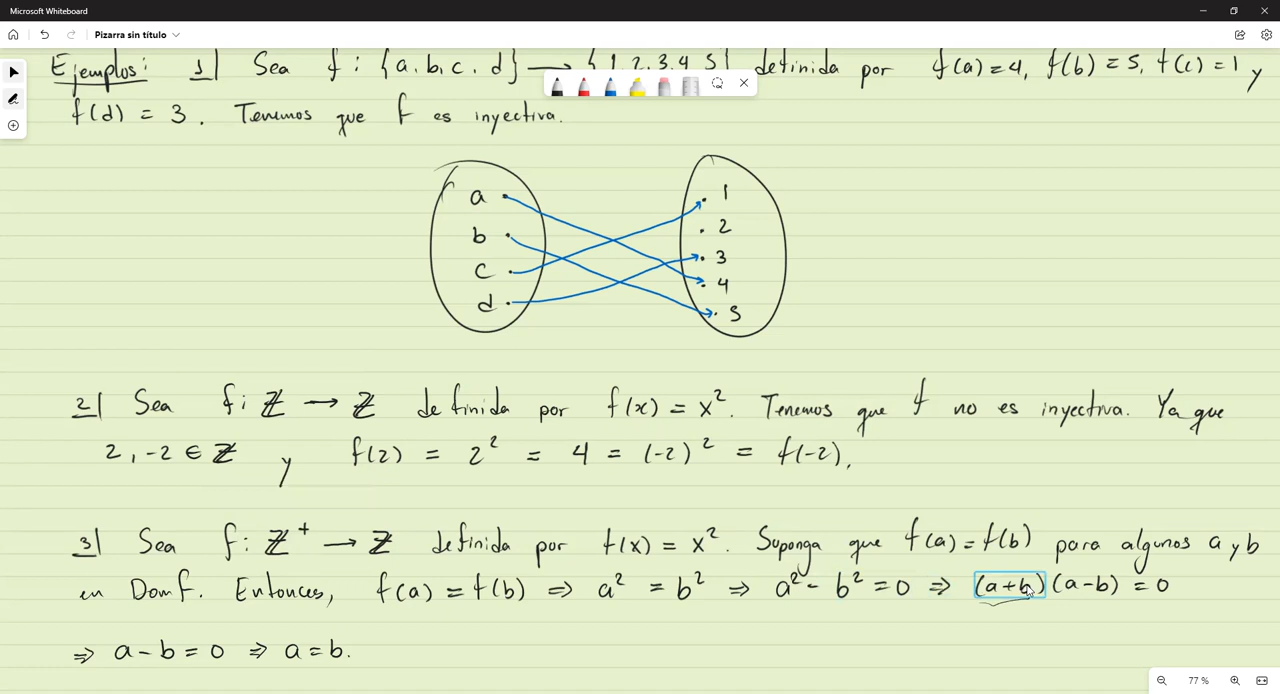 Microsoft Whiteboard
Pizarra sin título
Ejemplos: 1) Sea f: {a, b, c, d} → {1, 2, 3, 4, 5} definida por f(a) = 4, f(b) = 5, f(c) = 1 y
f(d) = 3. Tenemos que f es inyectiva.
a
b
c
d
1
2
3
4
5
2) Sea f: ℤ → ℤ definida por f(x) = x². Tenemos que f no es inyectiva. Ya que
2, -2 ∈ ℤ y f(2) = 2² = 4 = (-2)² = f(-2).
3) Sea f: ℤ⁺ → ℤ definida por f(x) = x². Suponga que f(a) = f(b) para algunos a y b
en Dom f. Entonces, f(a) = f(b) ⇒ a² = b² ⇒ a² - b² = 0 ⇒ (a+b)(a-b) = 0
⇒ a - b = 0 ⇒ a = b.
77 %